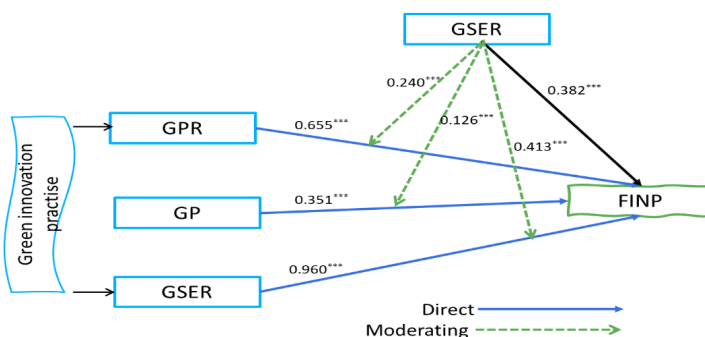 GSER
0.240***
0.382***
0.126***
GPR
0.655***
0.413***
Green innovation
practise
GP
0.351***
FINP
GSER
0.960***
Direct
Moderating